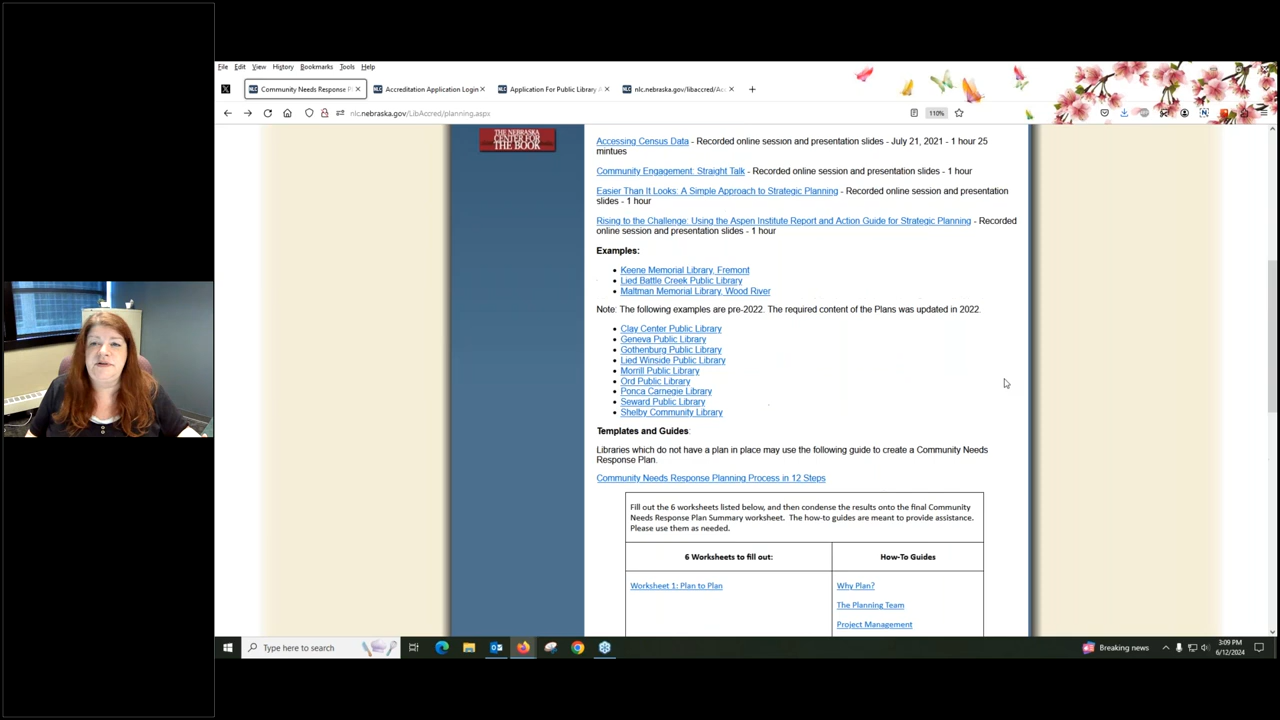 File Edit View History Bookmarks Tools Help
Community Needs Response P
Accreditation Application Login
Application For Public Library A
nlc.nebraska.gov/libaccred/Acc
nlc.nebraska.gov/LibAccred/planning.aspx
110%
THE NEBRASKA
CENTER FOR
THE BOOK
Accessing Census Data - Recorded online session and presentation slides - July 21, 2021 - 1 hour 25
mintues
Community Engagement: Straight Talk - Recorded online session and presentation slides - 1 hour
Easier Than It Looks: A Simple Approach to Strategic Planning - Recorded online session and presentation
slides - 1 hour
Rising to the Challenge: Using the Aspen Institute Report and Action Guide for Strategic Planning - Recorded
online session and presentation slides - 1 hour
Examples:
• Keene Memorial Library, Fremont
• Lied Battle Creek Public Library
• Maltman Memorial Library, Wood River
Note: The following examples are pre-2022. The required content of the Plans was updated in 2022.
• Clay Center Public Library
• Geneva Public Library
• Gothenburg Public Library
• Lied Winside Public Library
• Morrill Public Library
• Ord Public Library
• Ponca Carnegie Library
• Seward Public Library
• Shelby Community Library
Templates and Guides:
Libraries which do not have a plan in place may use the following guide to create a Community Needs
Response Plan.
Community Needs Response Planning Process in 12 Steps
Fill out the 6 worksheets listed below, and then condense the results onto the final Community
Needs Response Plan Summary worksheet. The how-to guides are meant to provide assistance.
Please use them as needed.
6 Worksheets to fill out:
How-To Guides
Worksheet 1: Plan to Plan
Why Plan?
The Planning Team
Project Management
Type here to search
Breaking news
3:09 PM
6/12/2024